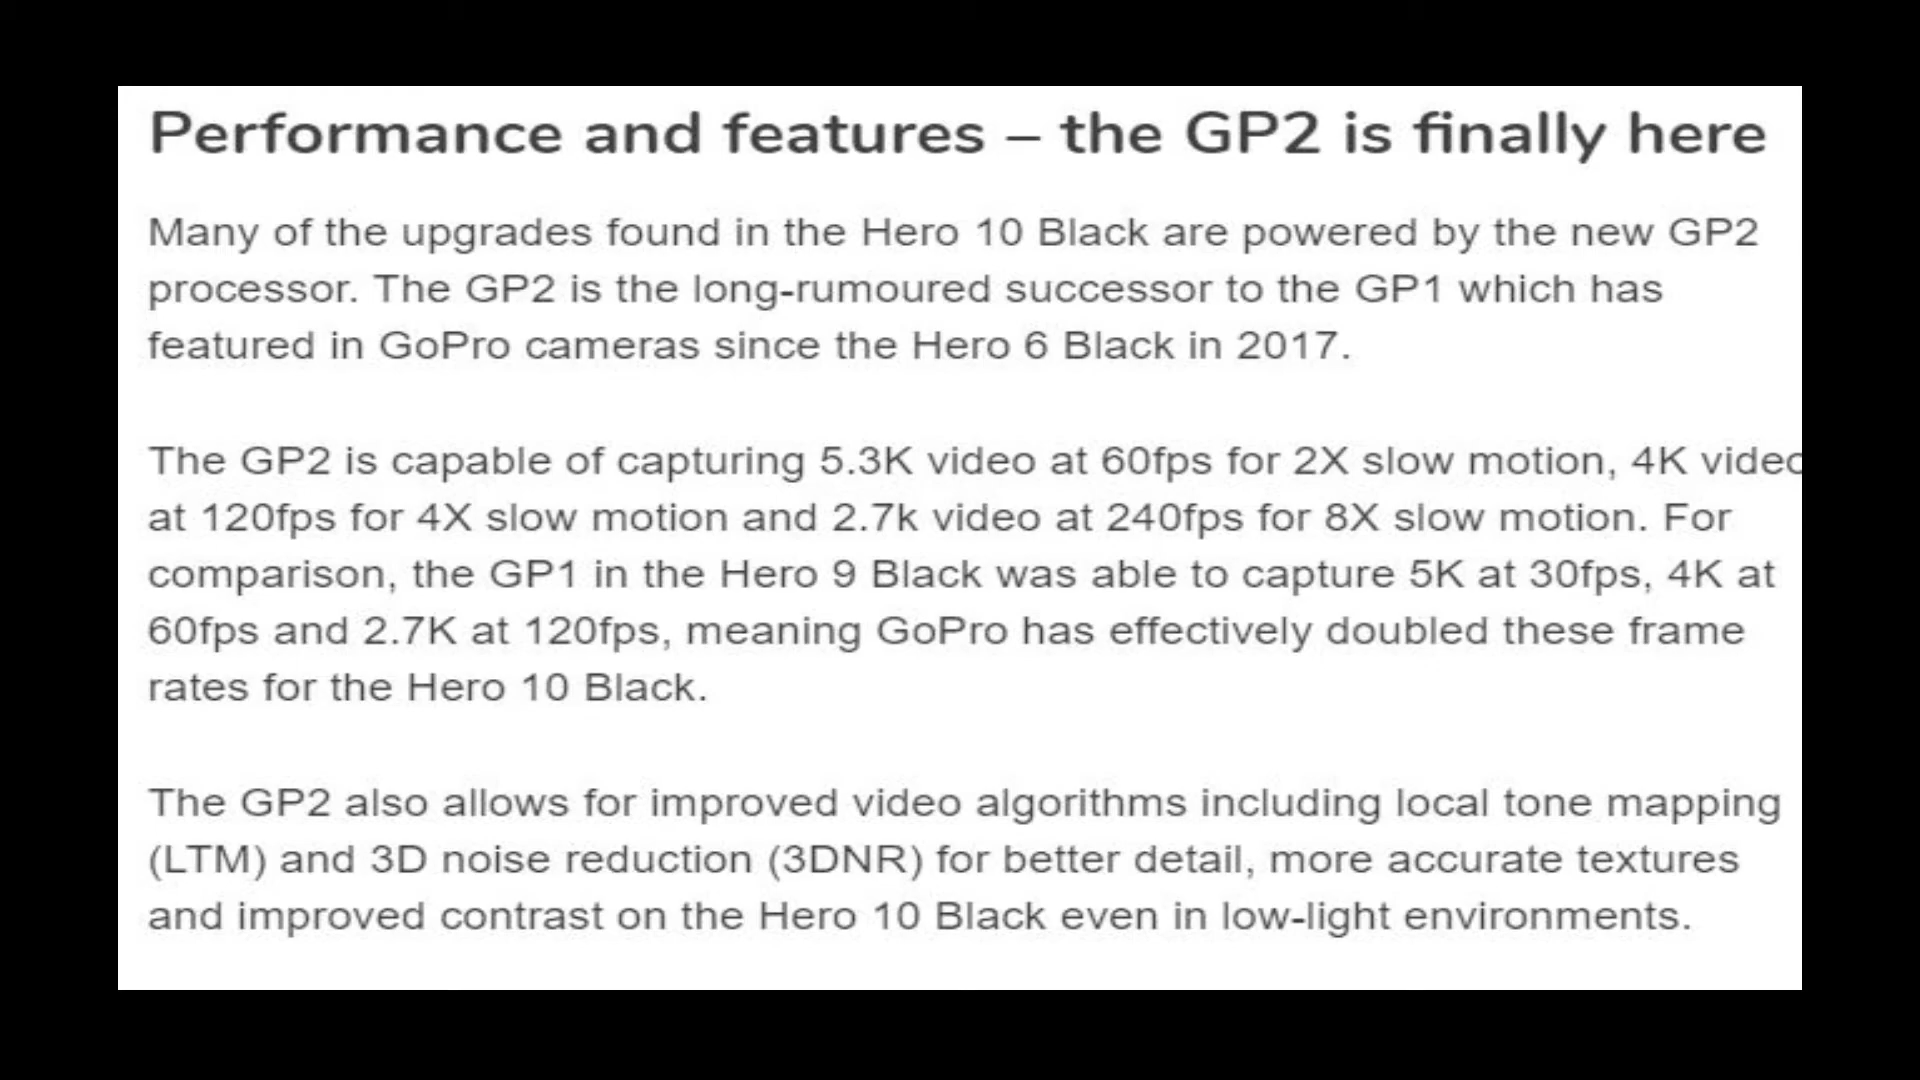 Performance and features – the GP2 is finally here
Many of the upgrades found in the Hero 10 Black are powered by the new GP2
processor. The GP2 is the long-rumoured successor to the GP1 which has
featured in GoPro cameras since the Hero 6 Black in 2017.
The GP2 is capable of capturing 5.3K video at 60fps for 2X slow motion, 4K video
at 120fps for 4X slow motion and 2.7k video at 240fps for 8X slow motion. For
comparison, the GP1 in the Hero 9 Black was able to capture 5K at 30fps, 4K at
60fps and 2.7K at 120fps, meaning GoPro has effectively doubled these frame
rates for the Hero 10 Black.
The GP2 also allows for improved video algorithms including local tone mapping
(LTM) and 3D noise reduction (3DNR) for better detail, more accurate textures
and improved contrast on the Hero 10 Black even in low-light environments.